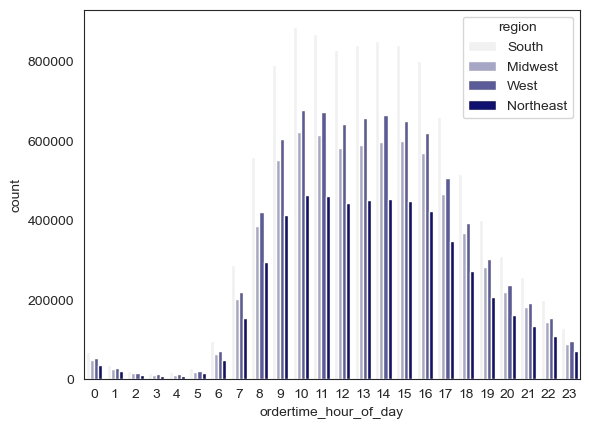 region
South
Midwest
West
Northeast
800000
600000
400000
200000
0
count
0 1 2 3 4 5 6 7 8 9 10 11 12 13 14 15 16 17 18 19 20 21 22 23
ordertime_hour_of_day